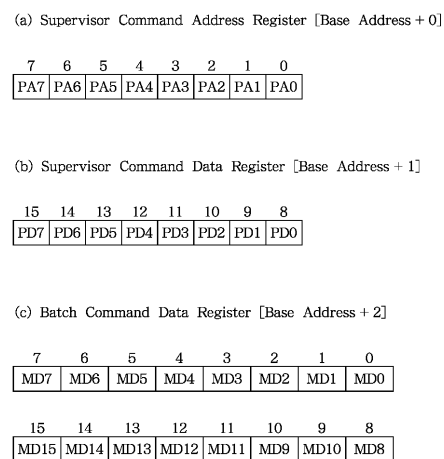 (a) Supervisor Command Address Register [Base Address + 0]
7 6 5 4 3 2 1 0
PA7 PA6 PA5 PA4 PA3 PA2 PA1 PA0
(b) Supervisor Command Data Register [Base Address + 1]
15 14 13 12 11 10 9 8
PD7 PD6 PD5 PD4 PD3 PD2 PD1 PD0
(c) Batch Command Data Register [Base Address + 2]
7 6 5 4 3 2 1 0
MD7 MD6 MD5 MD4 MD3 MD2 MD1 MD0
15 14 13 12 11 10 9 8
MD15 MD14 MD13 MD12 MD11 MD9 MD10 MD8